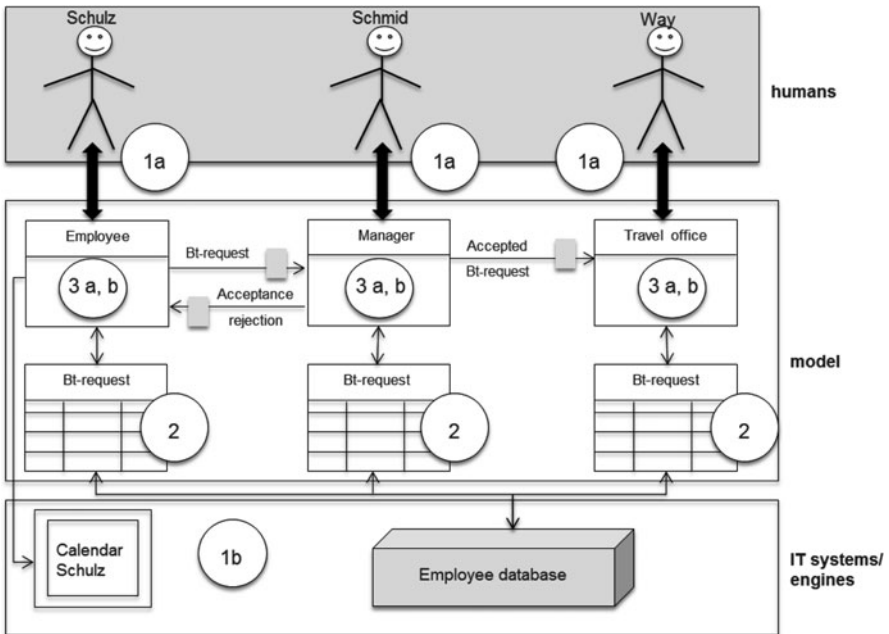 Schulz
Schmid
Way
humans
1a
1a
1a
Employee
Manager
Travel office
Bt-request
Accepted
Bt-request
3 a, b
3 a, b
3 a, b
Acceptance
rejection
model
Bt-request
Bt-request
Bt-request
2
2
2
Calendar
Schulz
1b
Employee database
IT systems/
engines